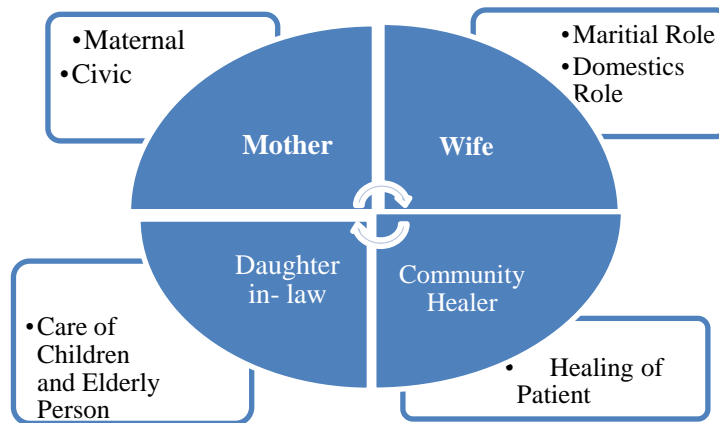 •Maternal
•Civic
•Maritial Role
•Domestics
Role
Mother
Wife
Daughter
in- law
Community
Healer
•Care of
Children
and Elderly
Person
• Healing of
Patient